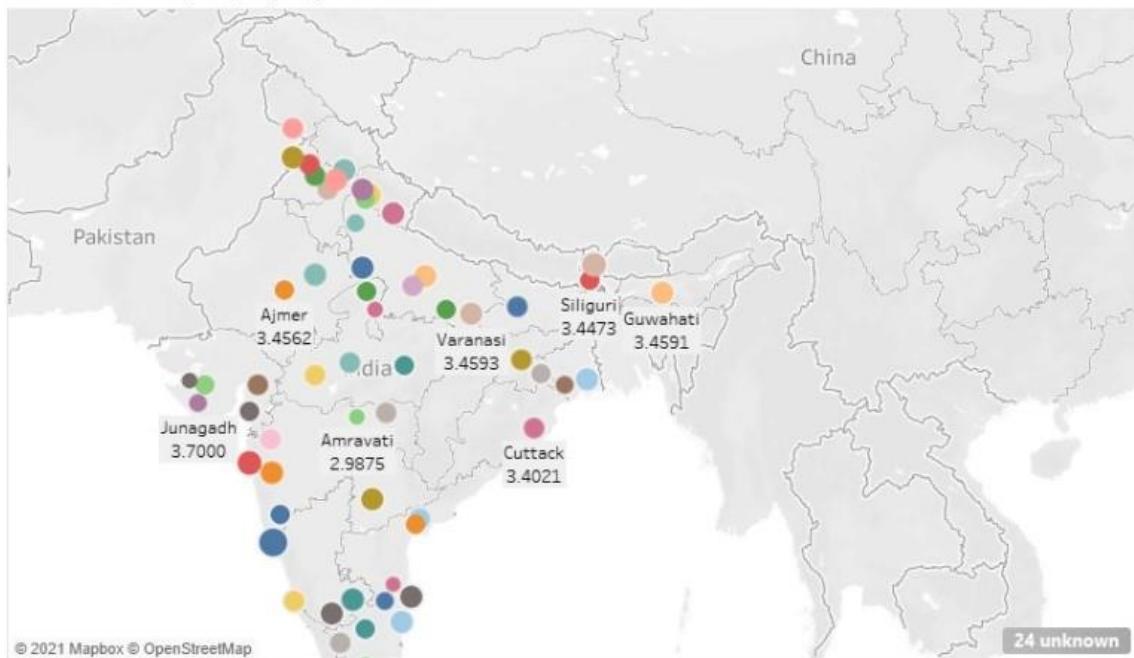 China
Pakistan
Ajmer
3.4562
Varanasi
3.4593
Siliguri
3.4473
Guwahati
3.4591
India
Junagadh
3.7000
Amravati
2.9875
Cuttack
3.4021
© 2021 Mapbox © OpenStreetMap
24 unknown